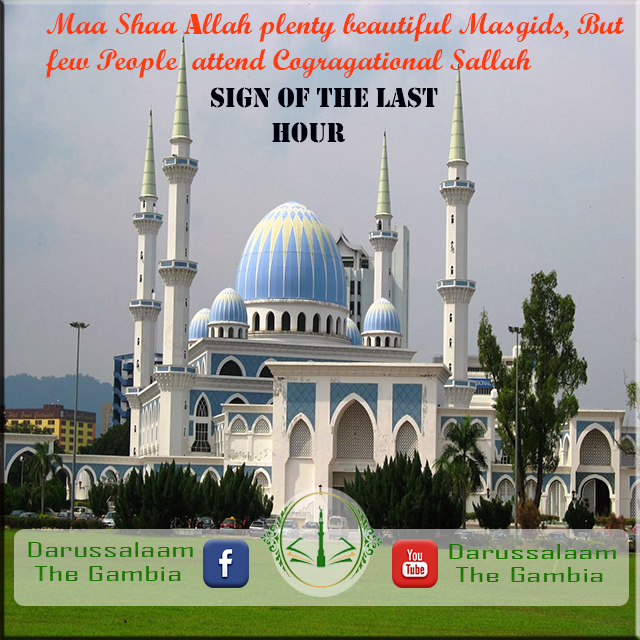 Maa Shaa Allah plenty beautiful Masgids, But
few People  attend Cogragational Sallah
SIGN OF THE LAST
HOUR
Darussalaam
The Gambia
f
You
Tube
Darussalaam
The Gambia